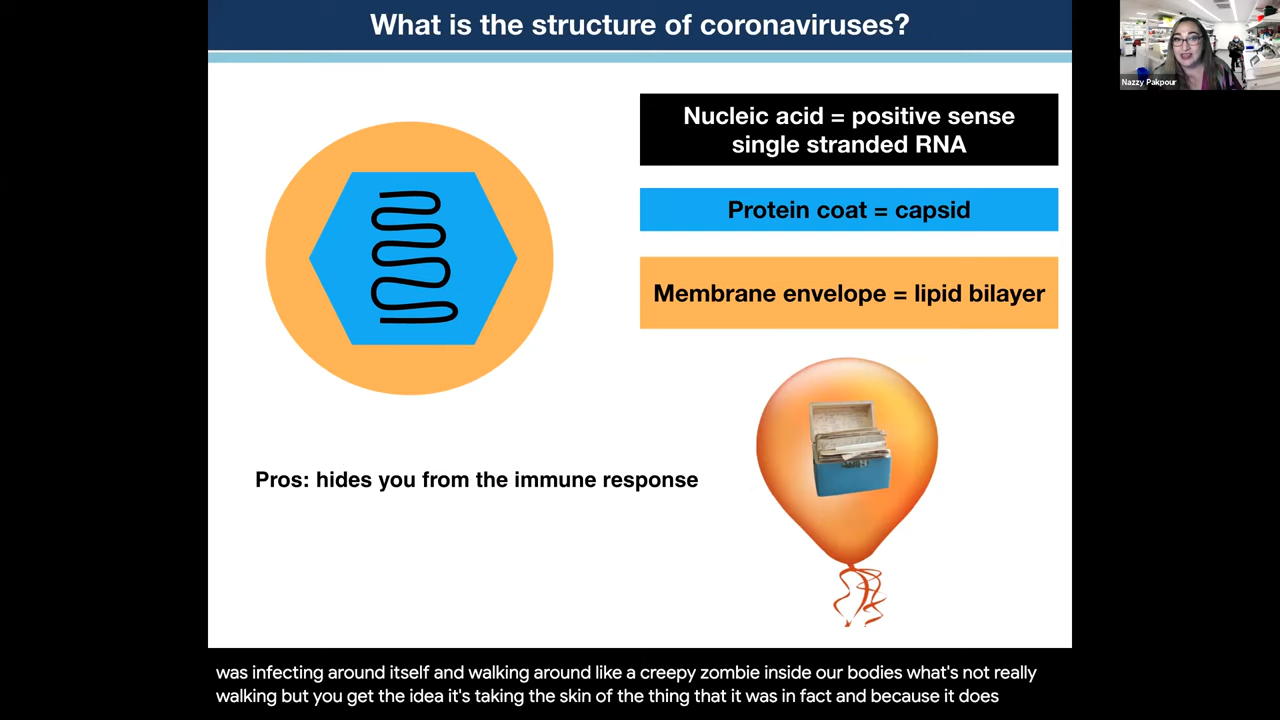 What is the structure of coronaviruses?
Nazzy Pakpour
Nucleic acid = positive sense
single stranded RNA
Protein coat = capsid
Membrane envelope = lipid bilayer
Pros: hides you from the immune response
was infecting around itself and walking around like a creepy zombie inside our bodies what's not really
walking but you get the idea it's taking the skin of the thing that it was in fact and because it does